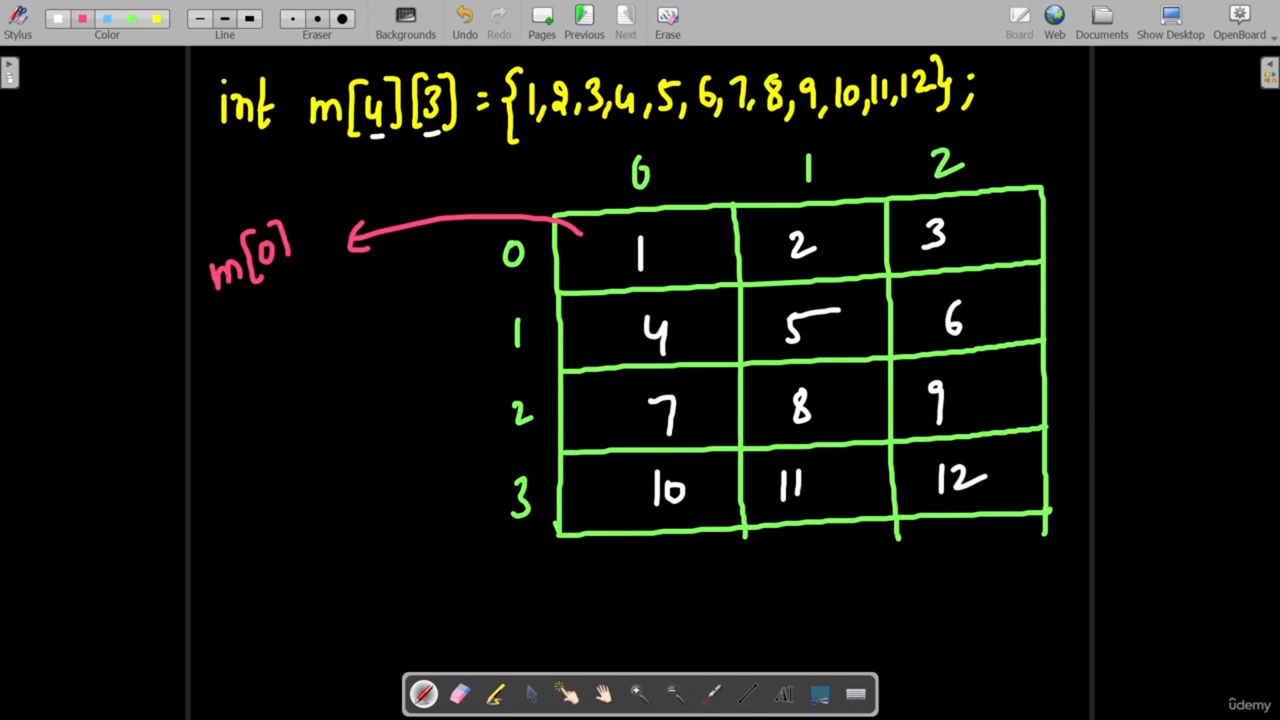 Stylus Color Line Eraser Backgrounds Undo Redo Pages Previous Next Erase Board Web Documents Show Desktop OpenBoard
int m[4][3] = {1,2,3,4,5,6,7,8,9,10,11,12};
0 1 2
m[0] 0 1 2 3
1 4 5 6
2 7 8 9
3 10 11 12
AI
ûdemy